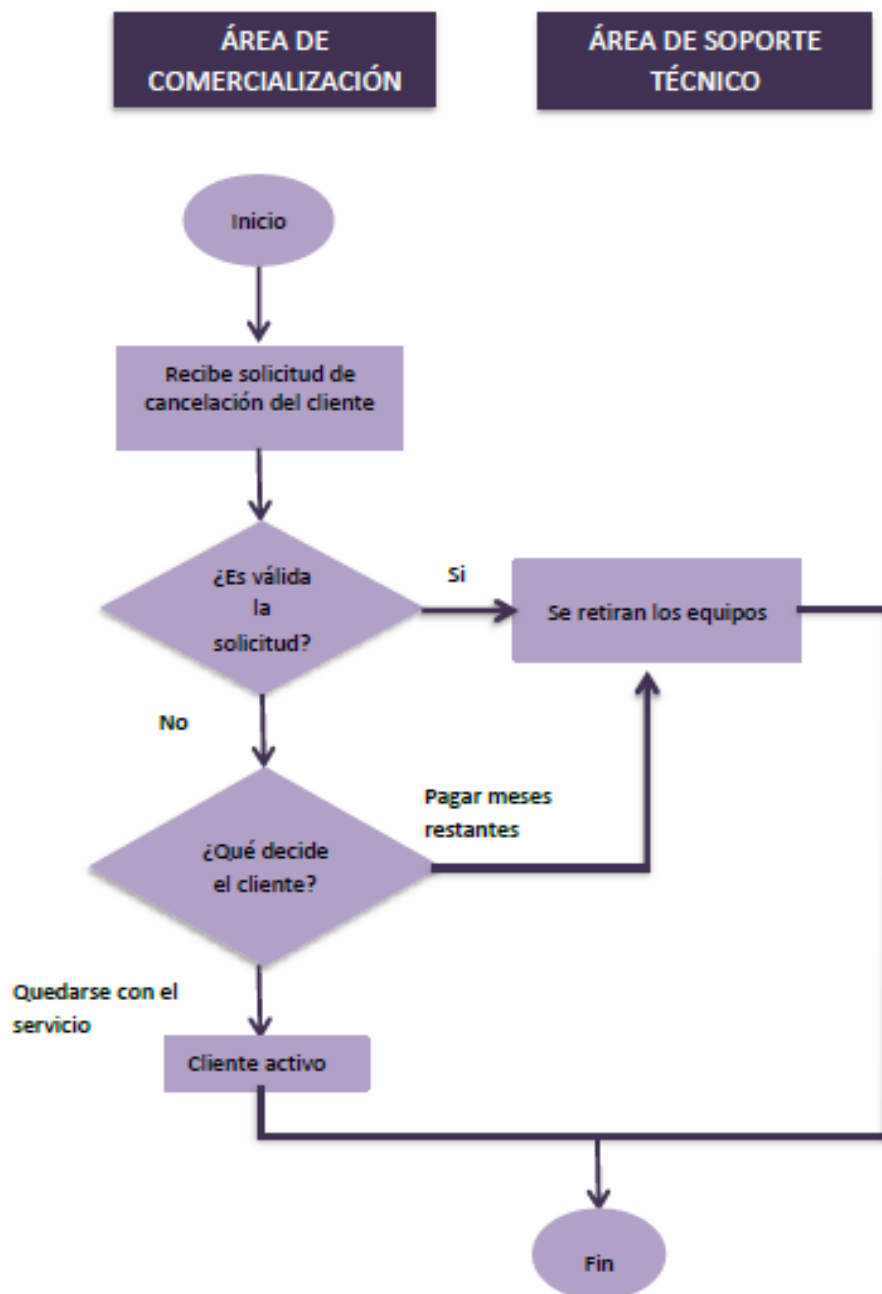 ÁREA DE
COMERCIALIZACIÓN
ÁREA DE SOPORTE
TÉCNICO
Inicio
Recibe solicitud de
cancelación del cliente
¿Es válida
la
solicitud?
Si
Se retiran los equipos
No
Pagar meses
restantes
¿Qué decide
el cliente?
Quedarse con el
servicio
Cliente activo
Fin